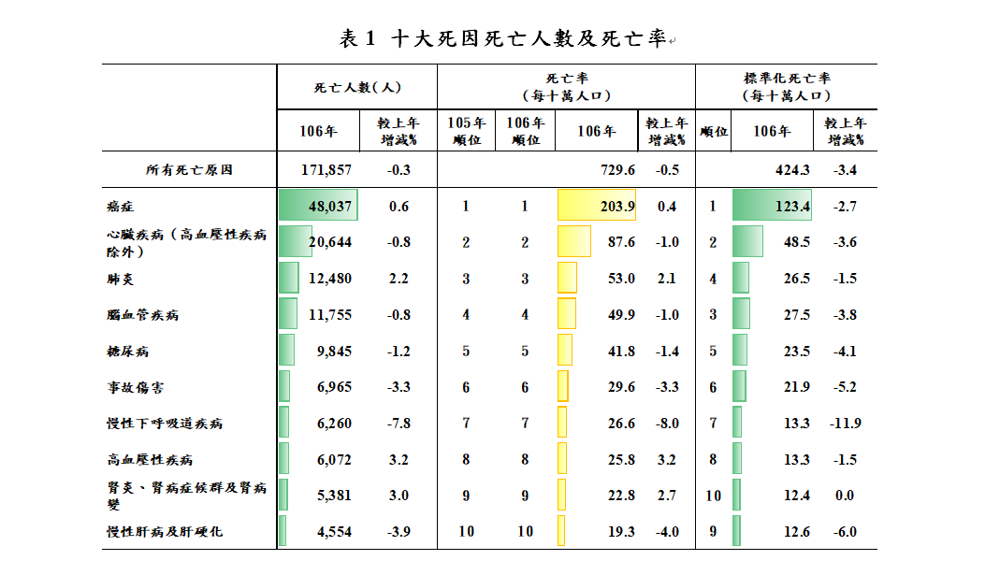 表1 十大死因死亡人數及死亡率
死亡人數(人) 死亡率 標準化死亡率
(每十萬人口) (每十萬人口)
106年 較上年 105年 106年 106年 較上年 順位 106年 較上年
增減% 順位 順位 增減% 增減%
所有死亡原因 171,857 -0.3 729.6 -0.5 424.3 -3.4
癌症 48,037 0.6 1 1 203.9 0.4 1 123.4 -2.7
心臟疾病(高血壓性疾病
除外) 20,644 -0.8 2 2 87.6 -1.0 2 48.5 -3.6
肺炎 12,480 2.2 3 3 53.0 2.1 4 26.5 -1.5
腦血管疾病 11,755 -0.8 4 4 49.9 -1.0 3 27.5 -3.8
糖尿病 9,845 -1.2 5 5 41.8 -1.4 5 23.5 -4.1
事故傷害 6,965 -3.3 6 6 29.6 -3.3 6 21.9 -5.2
慢性下呼吸道疾病 6,260 -7.8 7 7 26.6 -8.0 7 13.3 -11.9
高血壓性疾病 6,072 3.2 8 8 25.8 3.2 8 13.3 -1.5
腎炎、腎病症候群及腎病
變 5,381 3.0 9 9 22.8 2.7 10 12.4 0.0
慢性肝病及肝硬化 4,554 -3.9 10 10 19.3 -4.0 9 12.6 -6.0